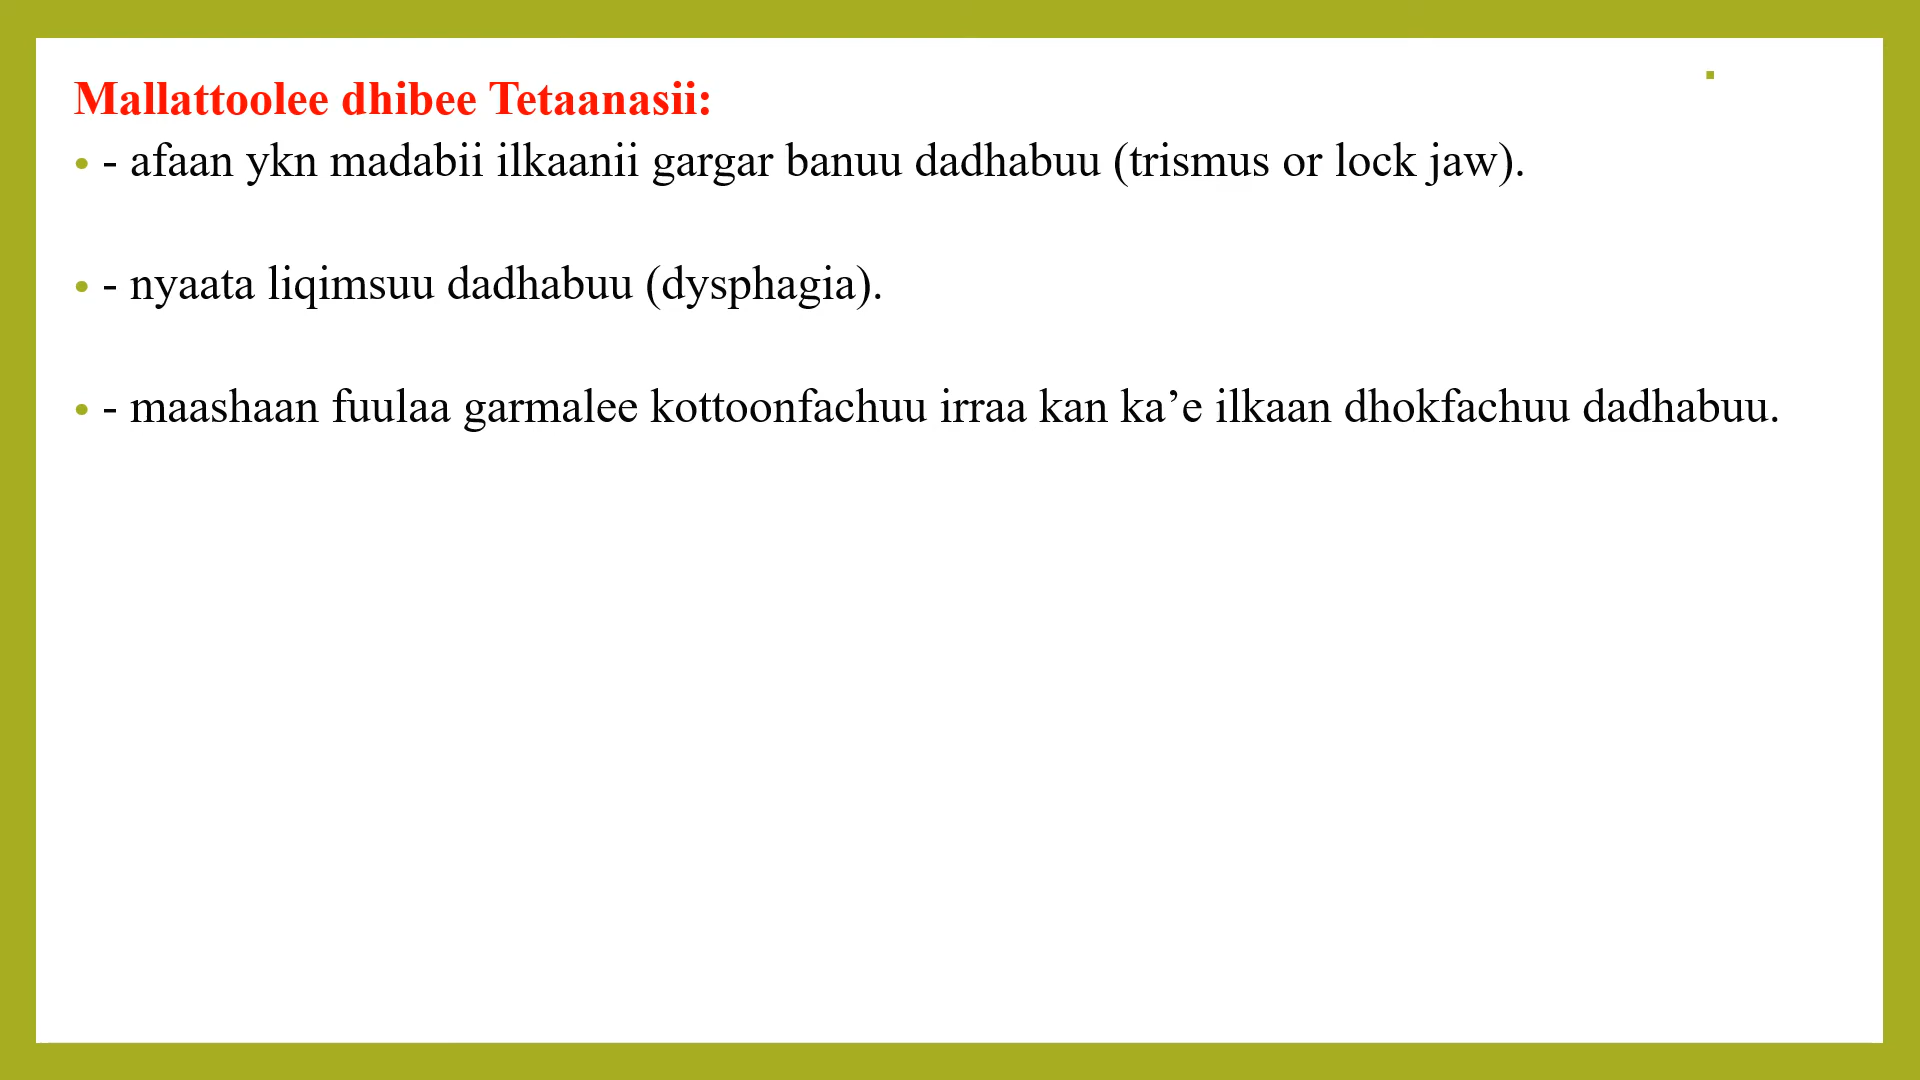 Mallattoolee dhibee Tetaanasii:
• - afaan ykn madabii ilkaanii gargar banuu dadhabuu (trismus or lock jaw).
• - nyaata liqimsuu dadhabuu (dysphagia).
• - maashaan fuulaa garmalee kottoonfachuu irraa kan ka’e ilkaan dhokfachuu dadhabuu.